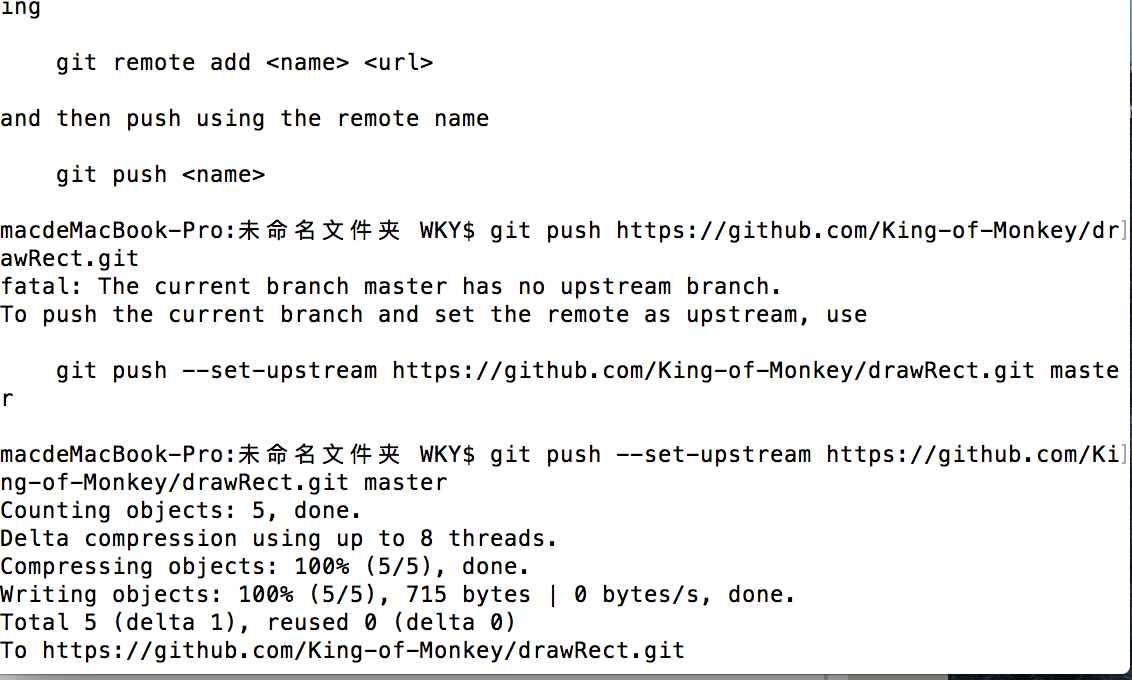 ing
git remote add <name> <url>
and then push using the remote name
git push <name>
macdeMacBook-Pro:未命名文件夹 WKY$ git push https://github.com/King-of-Monkey/dr]
awRect.git
fatal: The current branch master has no upstream branch.
To push the current branch and set the remote as upstream, use
git push --set-upstream https://github.com/King-of-Monkey/drawRect.git maste
r
macdeMacBook-Pro:未命名文件夹 WKY$ git push --set-upstream https://github.com/Ki]
ng-of-Monkey/drawRect.git master
Counting objects: 5, done.
Delta compression using up to 8 threads.
Compressing objects: 100% (5/5), done.
Writing objects: 100% (5/5), 715 bytes | 0 bytes/s, done.
Total 5 (delta 1), reused 0 (delta 0)
To https://github.com/King-of-Monkey/drawRect.git